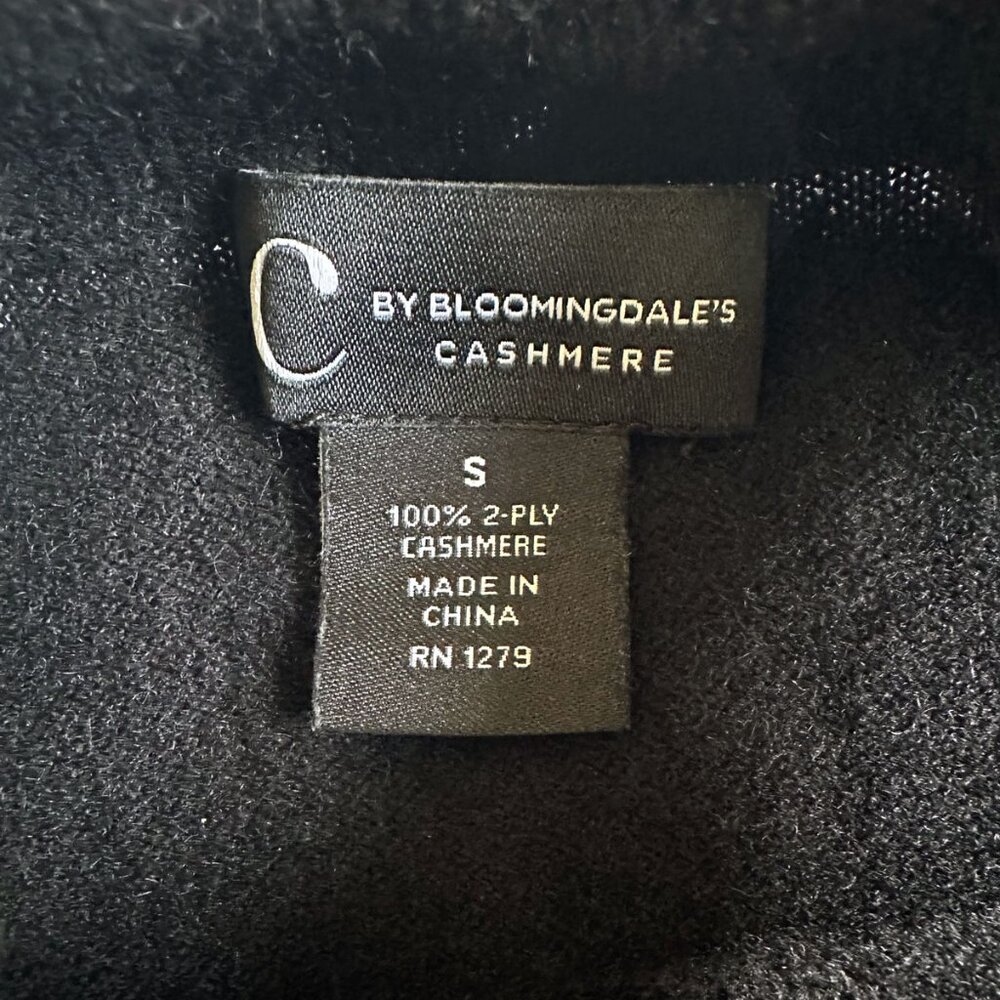 C BY BLOOMINGDALE'S
CASHMERE
S
100% 2-PLY
CASHMERE
MADE IN
CHINA
RN 1279